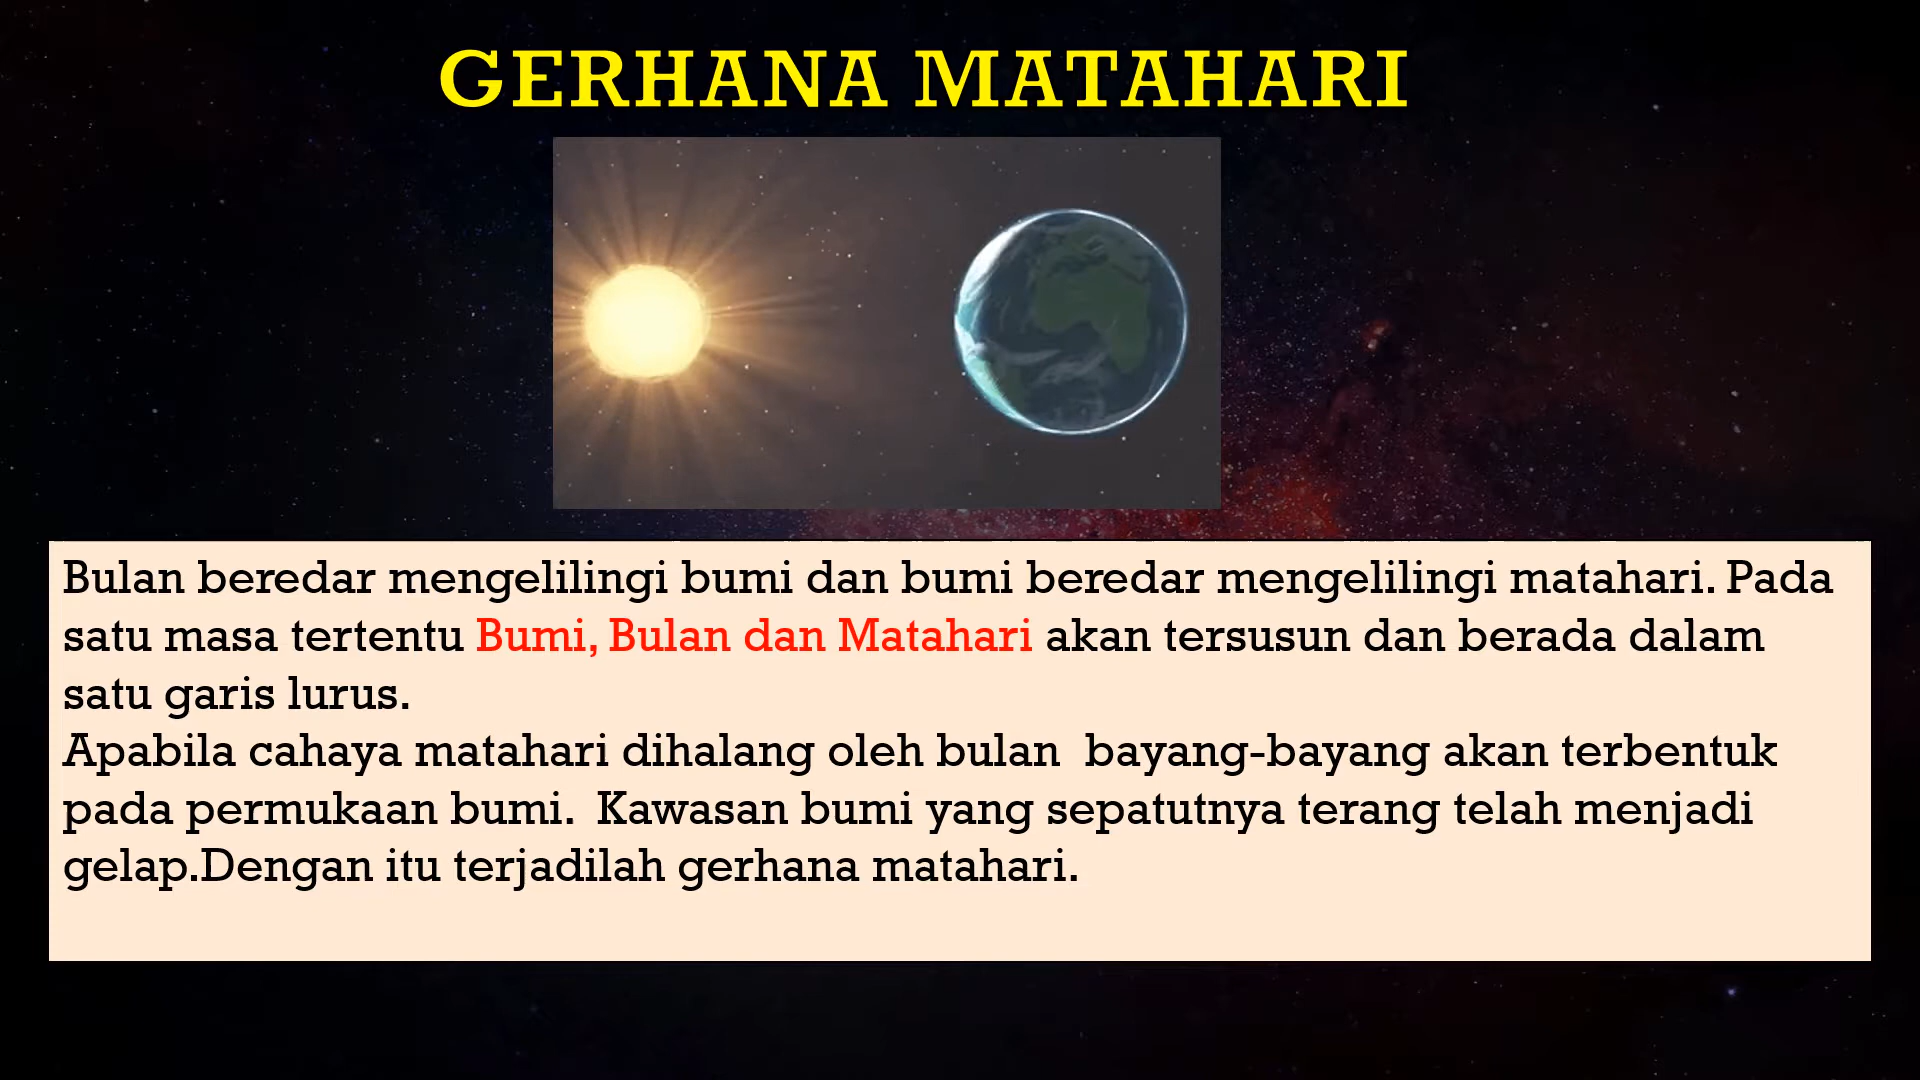 GERHANA MATAHARI
Bulan beredar mengelilingi bumi dan bumi beredar mengelilingi matahari. Pada
satu masa tertentu Bumi, Bulan dan Matahari akan tersusun dan berada dalam
satu garis lurus.
Apabila cahaya matahari dihalang oleh bulan  bayang-bayang akan terbentuk
pada permukaan bumi.  Kawasan bumi yang sepatutnya terang telah menjadi
gelap.Dengan itu terjadilah gerhana matahari.